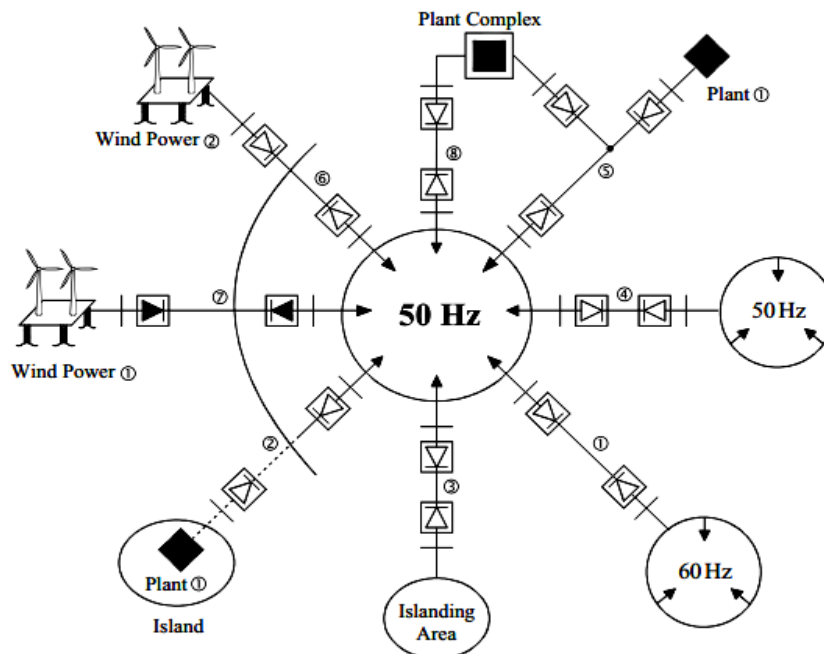 Plant Complex
Plant ①
Wind Power ②
⑧
⑤
⑥
⑦
④
50 Hz
50 Hz
Wind Power ①
②
①
③
Plant ①
Island
Islanding
Area
60 Hz